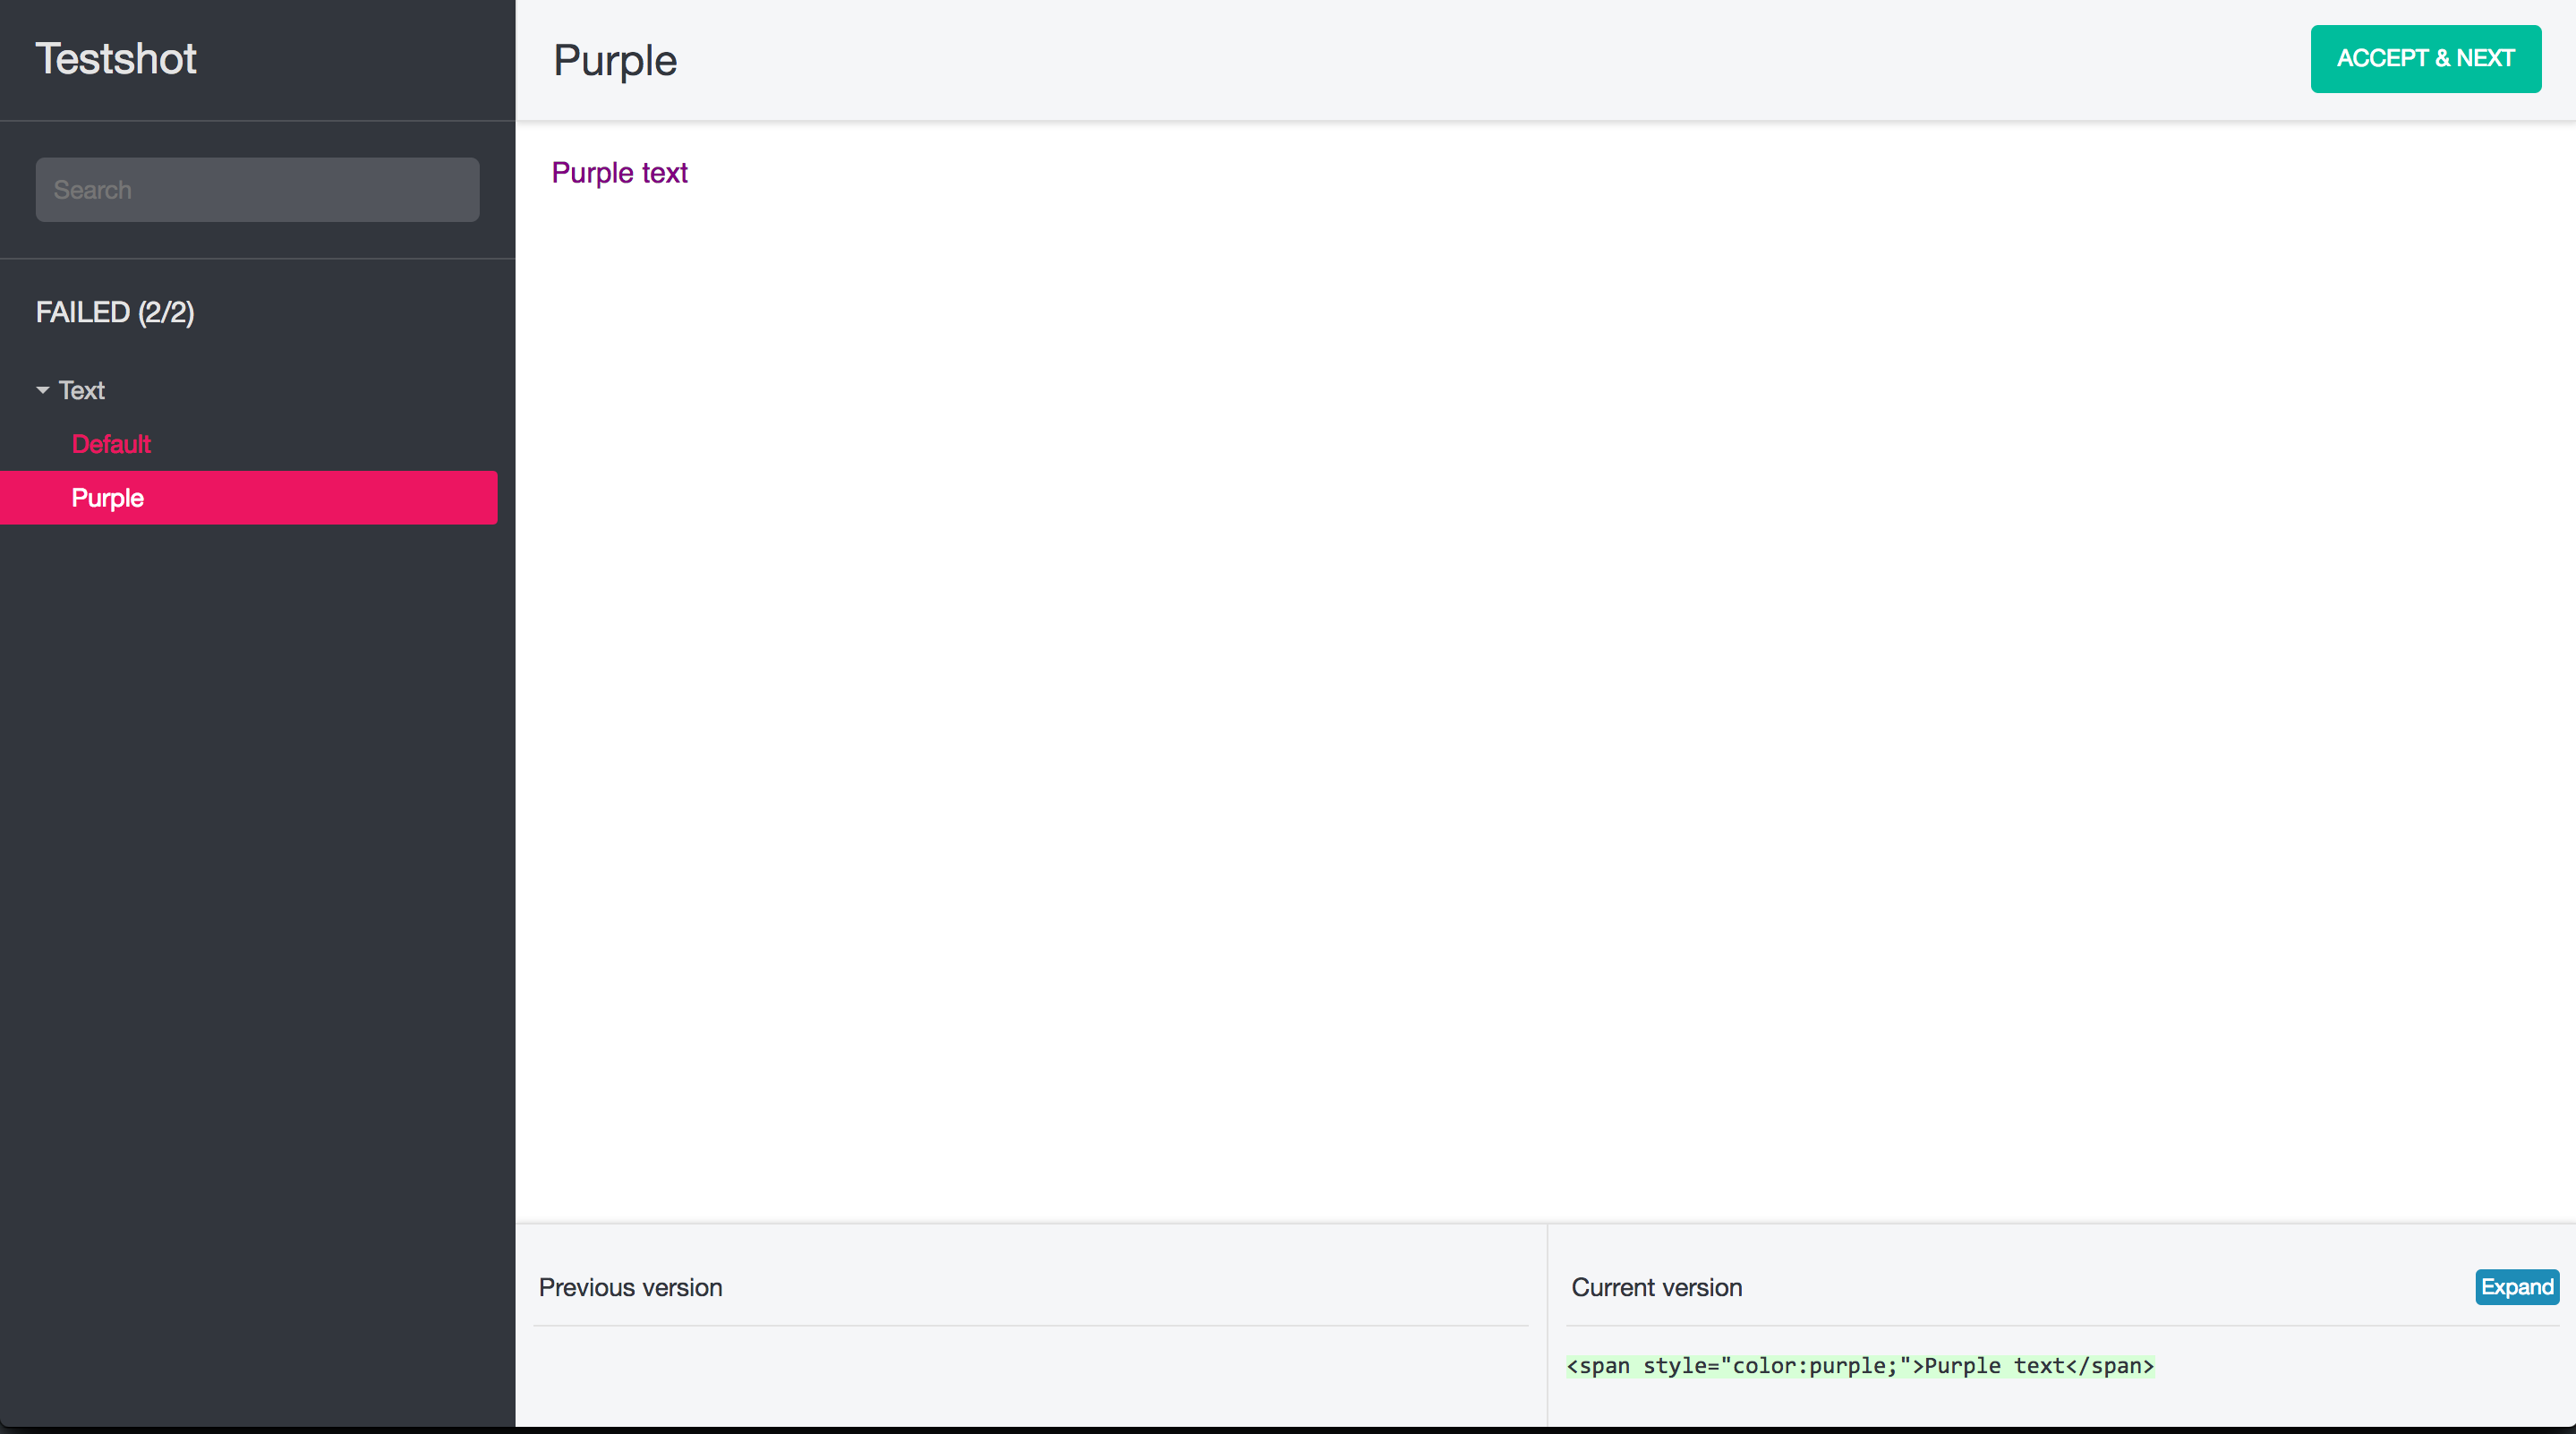 Testshot
Search
FAILED (2/2)
Text
Default
Purple
Purple
ACCEPT & NEXT
Purple text
Previous version
Current version
Expand
<span style="color:purple;">Purple text</span>